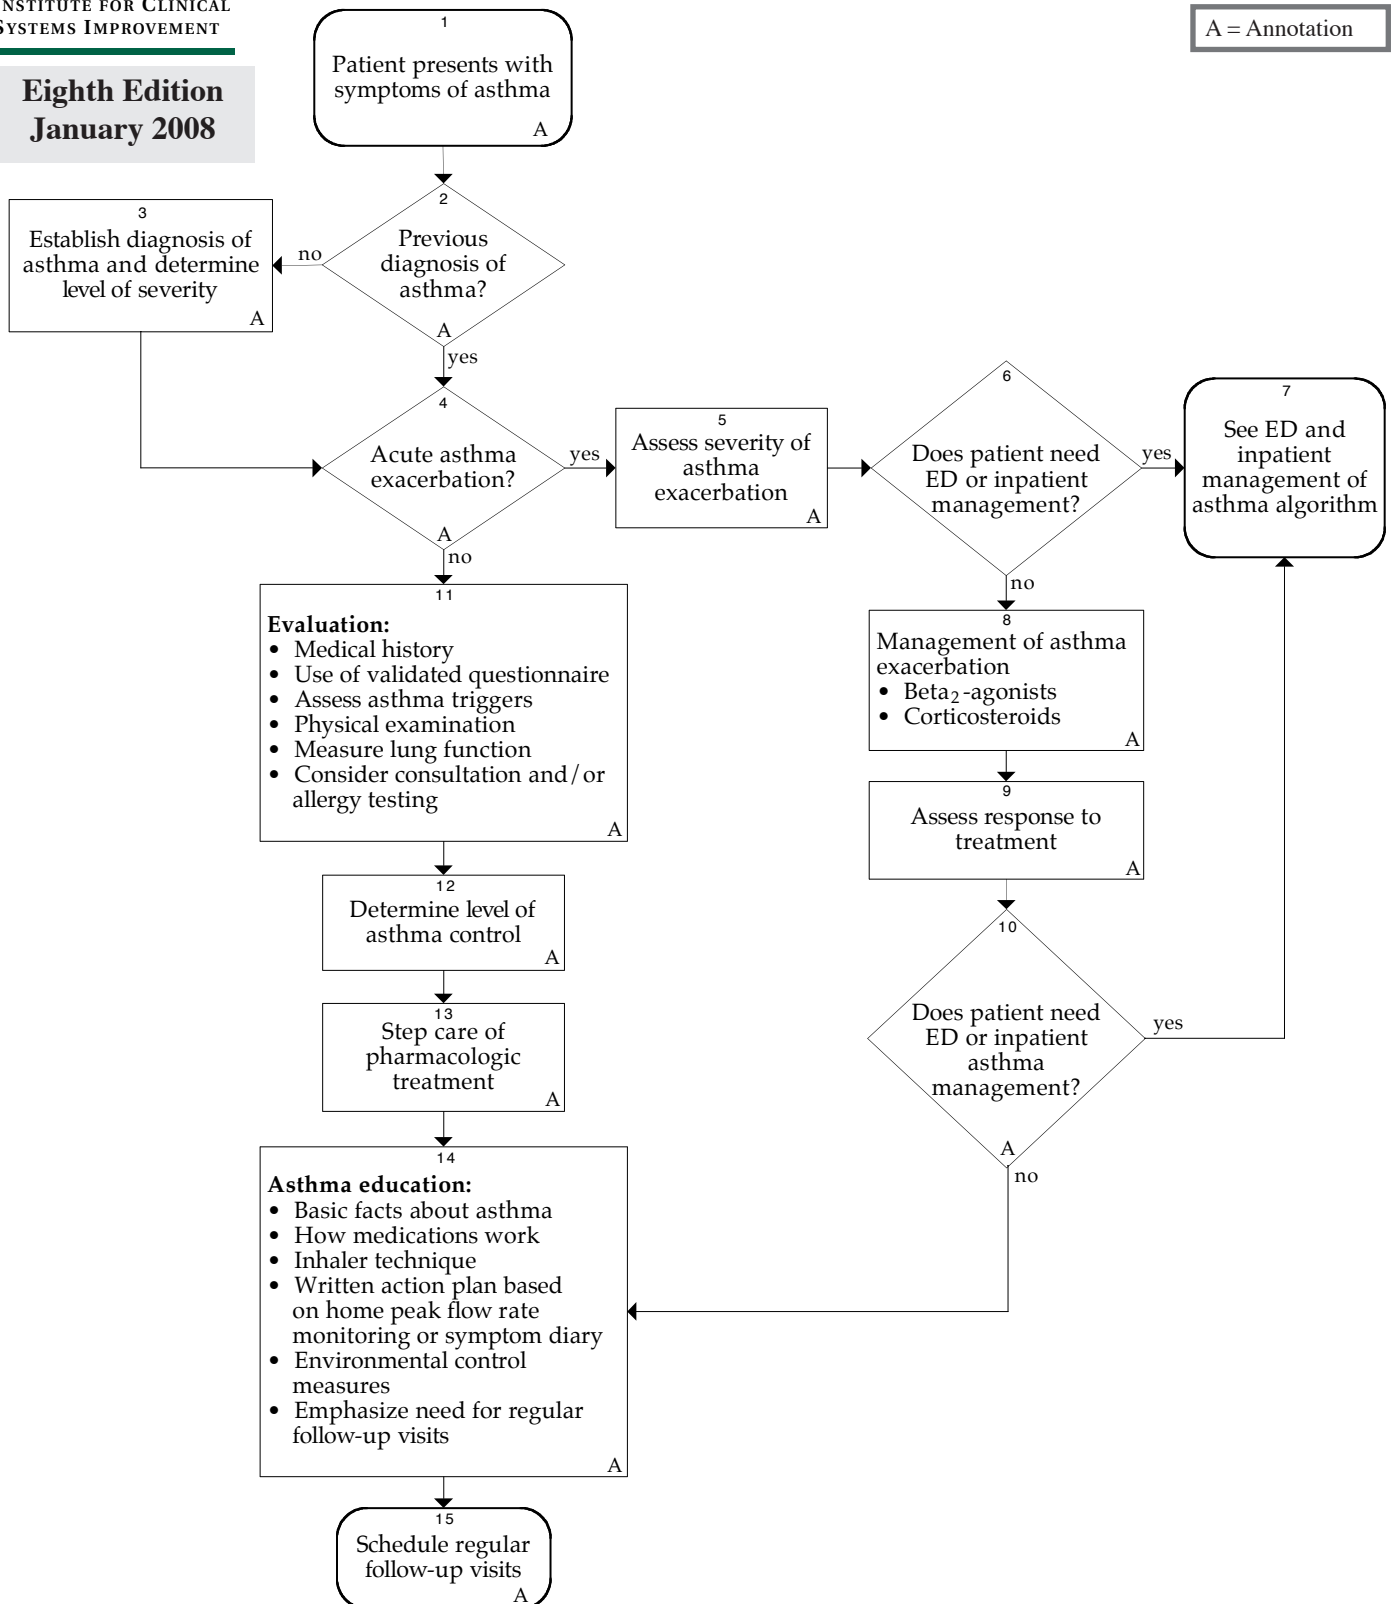 INSTITUTE FOR CLINICAL
SYSTEMS IMPROVEMENT
Eighth Edition
January 2008
A = Annotation
1
Patient presents with
symptoms of asthma
A
2
Previous
diagnosis of
asthma?
A
no
yes
3
Establish diagnosis of
asthma and determine
level of severity
A
4
Acute asthma
exacerbation?
A
yes
no
5
Assess severity of
asthma
exacerbation
A
6
Does patient need
ED or inpatient
management?
yes
no
7
See ED and
inpatient
management of
asthma algorithm
8
Management of asthma
exacerbation
• Beta₂-agonists
• Corticosteroids
A
9
Assess response to
treatment
A
10
Does patient need
ED or inpatient
asthma
management?
A
yes
no
11
Evaluation:
• Medical history
• Use of validated questionnaire
• Assess asthma triggers
• Physical examination
• Measure lung function
• Consider consultation and/or
allergy testing
A
12
Determine level of
asthma control
A
13
Step care of
pharmacologic
treatment
A
14
Asthma education:
• Basic facts about asthma
• How medications work
• Inhaler technique
• Written action plan based
on home peak flow rate
monitoring or symptom diary
• Environmental control
measures
• Emphasize need for regular
follow-up visits
A
15
Schedule regular
follow-up visits
A